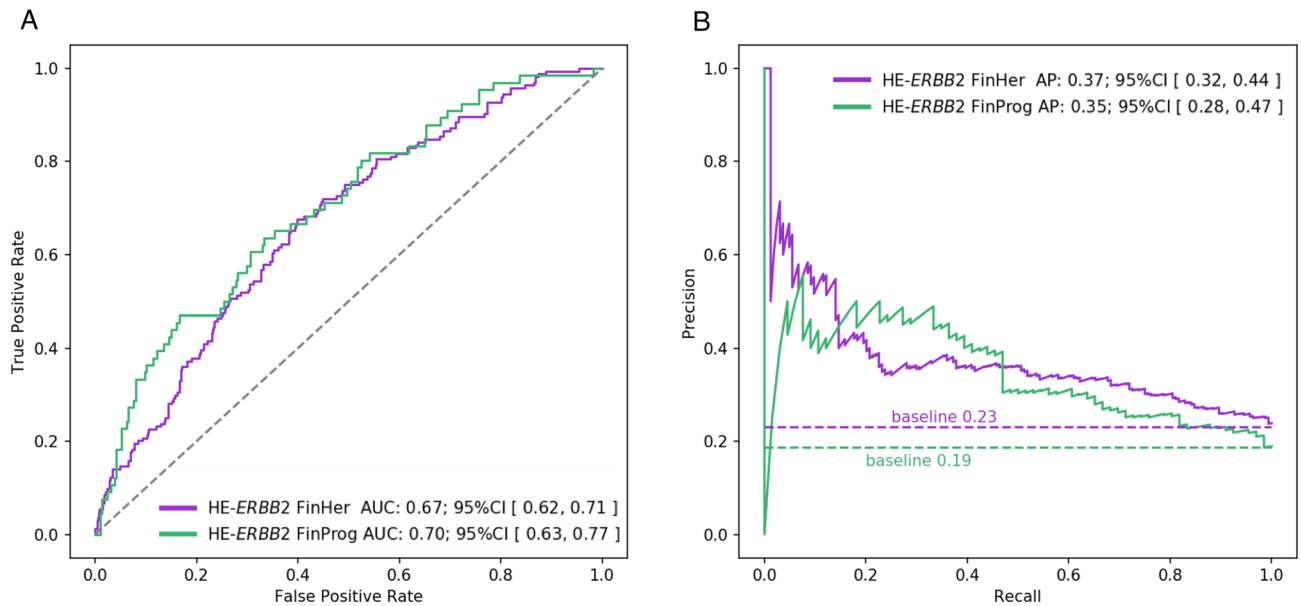 A
1.0
0.8
0.6
0.4
0.2
0.0
True Positive Rate
HE-ERBB2 FinHer AUC: 0.67; 95%CI [ 0.62, 0.71 ]
HE-ERBB2 FinProg AUC: 0.70; 95%CI [ 0.63, 0.77 ]
0.0 0.2 0.4 0.6 0.8 1.0
False Positive Rate
B
HE-ERBB2 FinHer AP: 0.37; 95%CI [ 0.32, 0.44 ]
HE-ERBB2 FinProg AP: 0.35; 95%CI [ 0.28, 0.47 ]
1.0
0.8
0.6
0.4
0.2
0.0
Precision
baseline 0.23
baseline 0.19
0.0 0.2 0.4 0.6 0.8 1.0
Recall